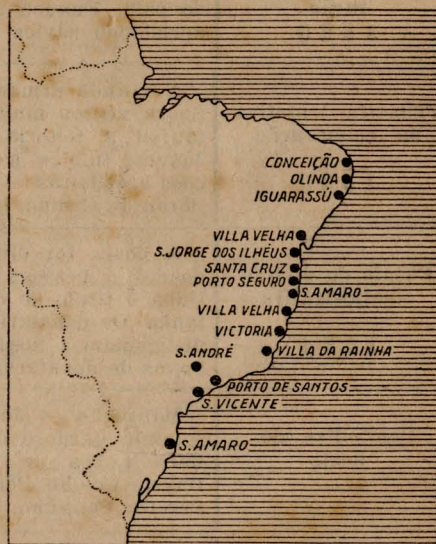 CONCEIÇÃO
OLINDA
IGUARASSÚ
VILLA VELHA
S.JORGE DOS ILHÉUS
SANTA CRUZ
PORTO SEGURO
S.AMARO
VILLA VELHA
VICTORIA
S.ANDRÉ
VILLA DA RAINHA
PORTO DE SANTOS
S.VICENTE
S.AMARO